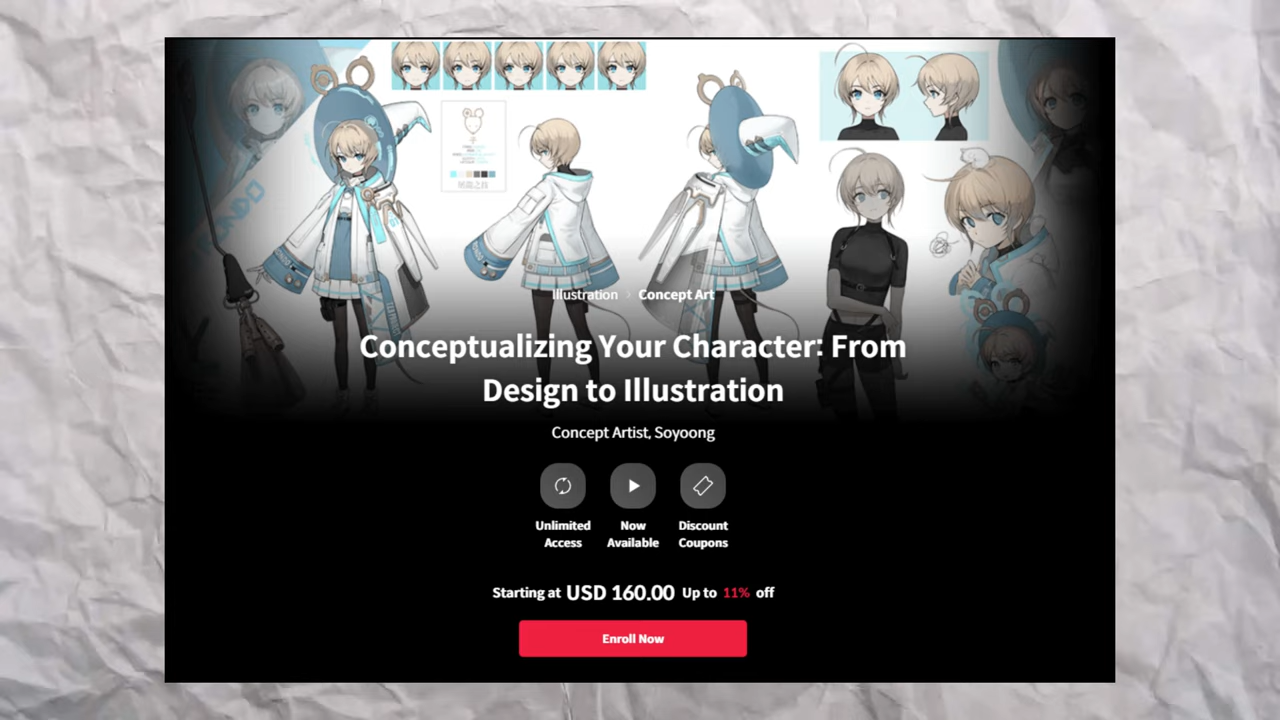 Illustration › Concept Art
Conceptualizing Your Character: From
Design to Illustration
Concept Artist, Soyoong
Unlimited
Access
Now
Available
Discount
Coupons
Starting at USD 160.00 Up to 11% off
Enroll Now